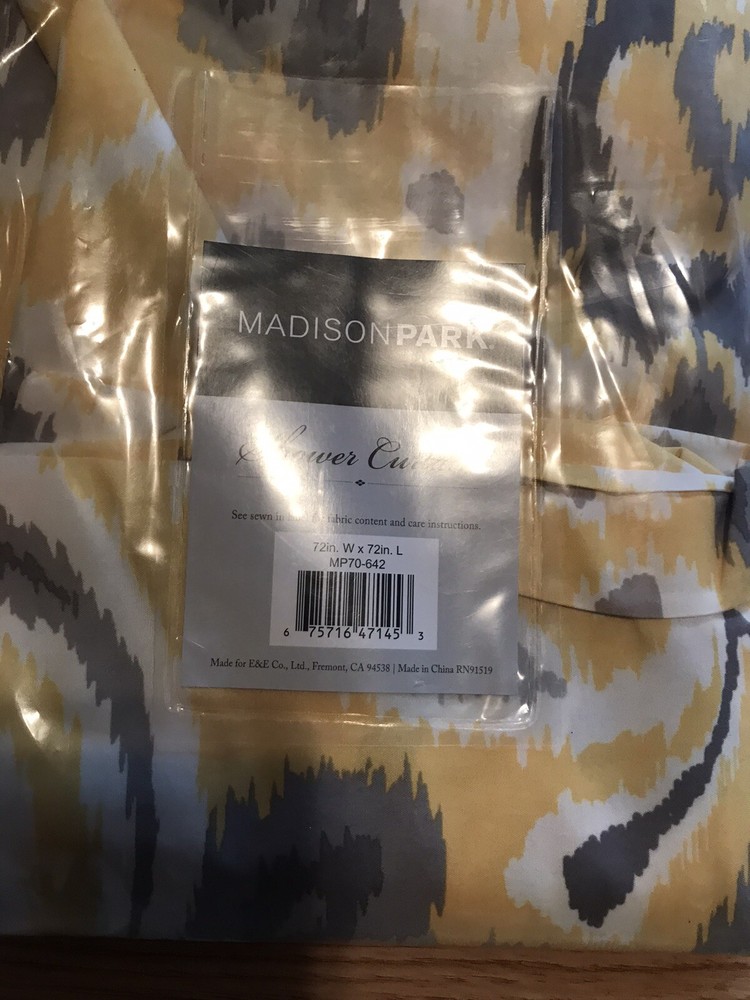 MADISONPARK
Shower Cu
See sewn in fabric content and care instructions.
72in. W x 72in. L
MP70-642
6 75716 47145 3
Made for E&E Co., Ltd., Fremont, CA 94538 | Made in China RN91519